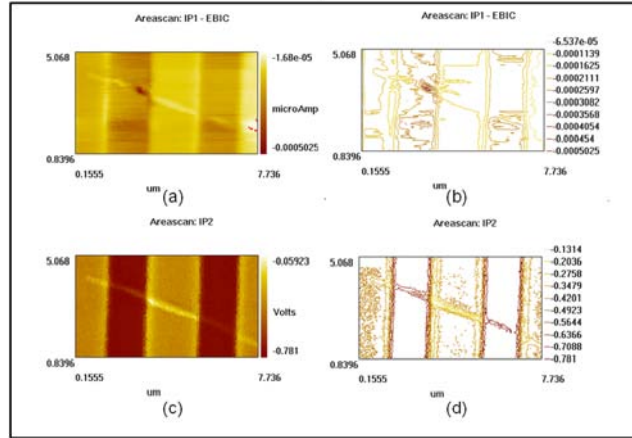 Areascan: IP1 - EBIC
5.068
-1.68e-05
microAmp
-0.0005025
0.8396
0.1555
7.736
um
(a)
Areascan: IP1 - EBIC
5.068
-6.537e-05
-0.0001139
-0.0001625
-0.0002111
-0.0002597
-0.0003082
-0.0003568
-0.0004054
-0.000454
-0.0005025
0.8396
0.1555
7.736
um
(b)
Areascan: IP2
5.068
-0.05923
Volts
-0.781
0.8396
0.1555
7.736
um
(c)
Areascan: IP2
5.068
-0.1314
-0.2036
-0.2758
-0.3479
-0.4201
-0.4923
-0.5644
-0.6366
-0.7088
-0.781
0.8396
0.1555
7.736
um
(d)